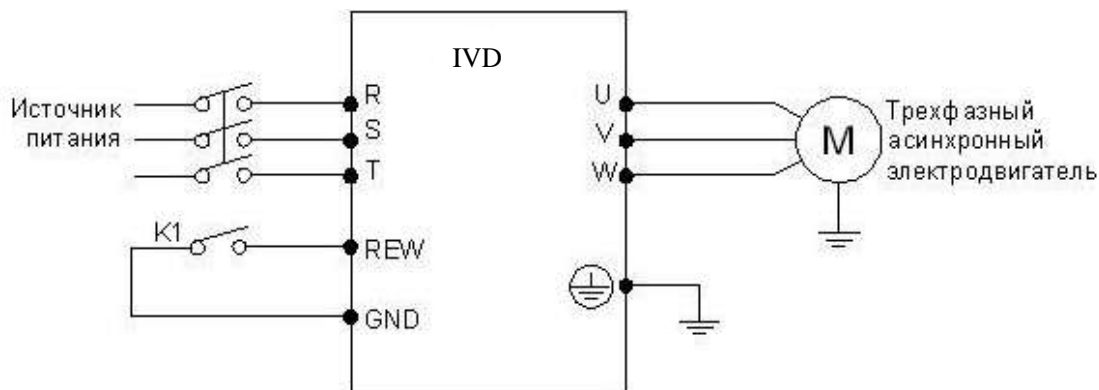 IVD
Источник
питания
R
S
T
K1
REW
GND
U
V
W
M
Трехфазный
асинхронный
электродвигатель